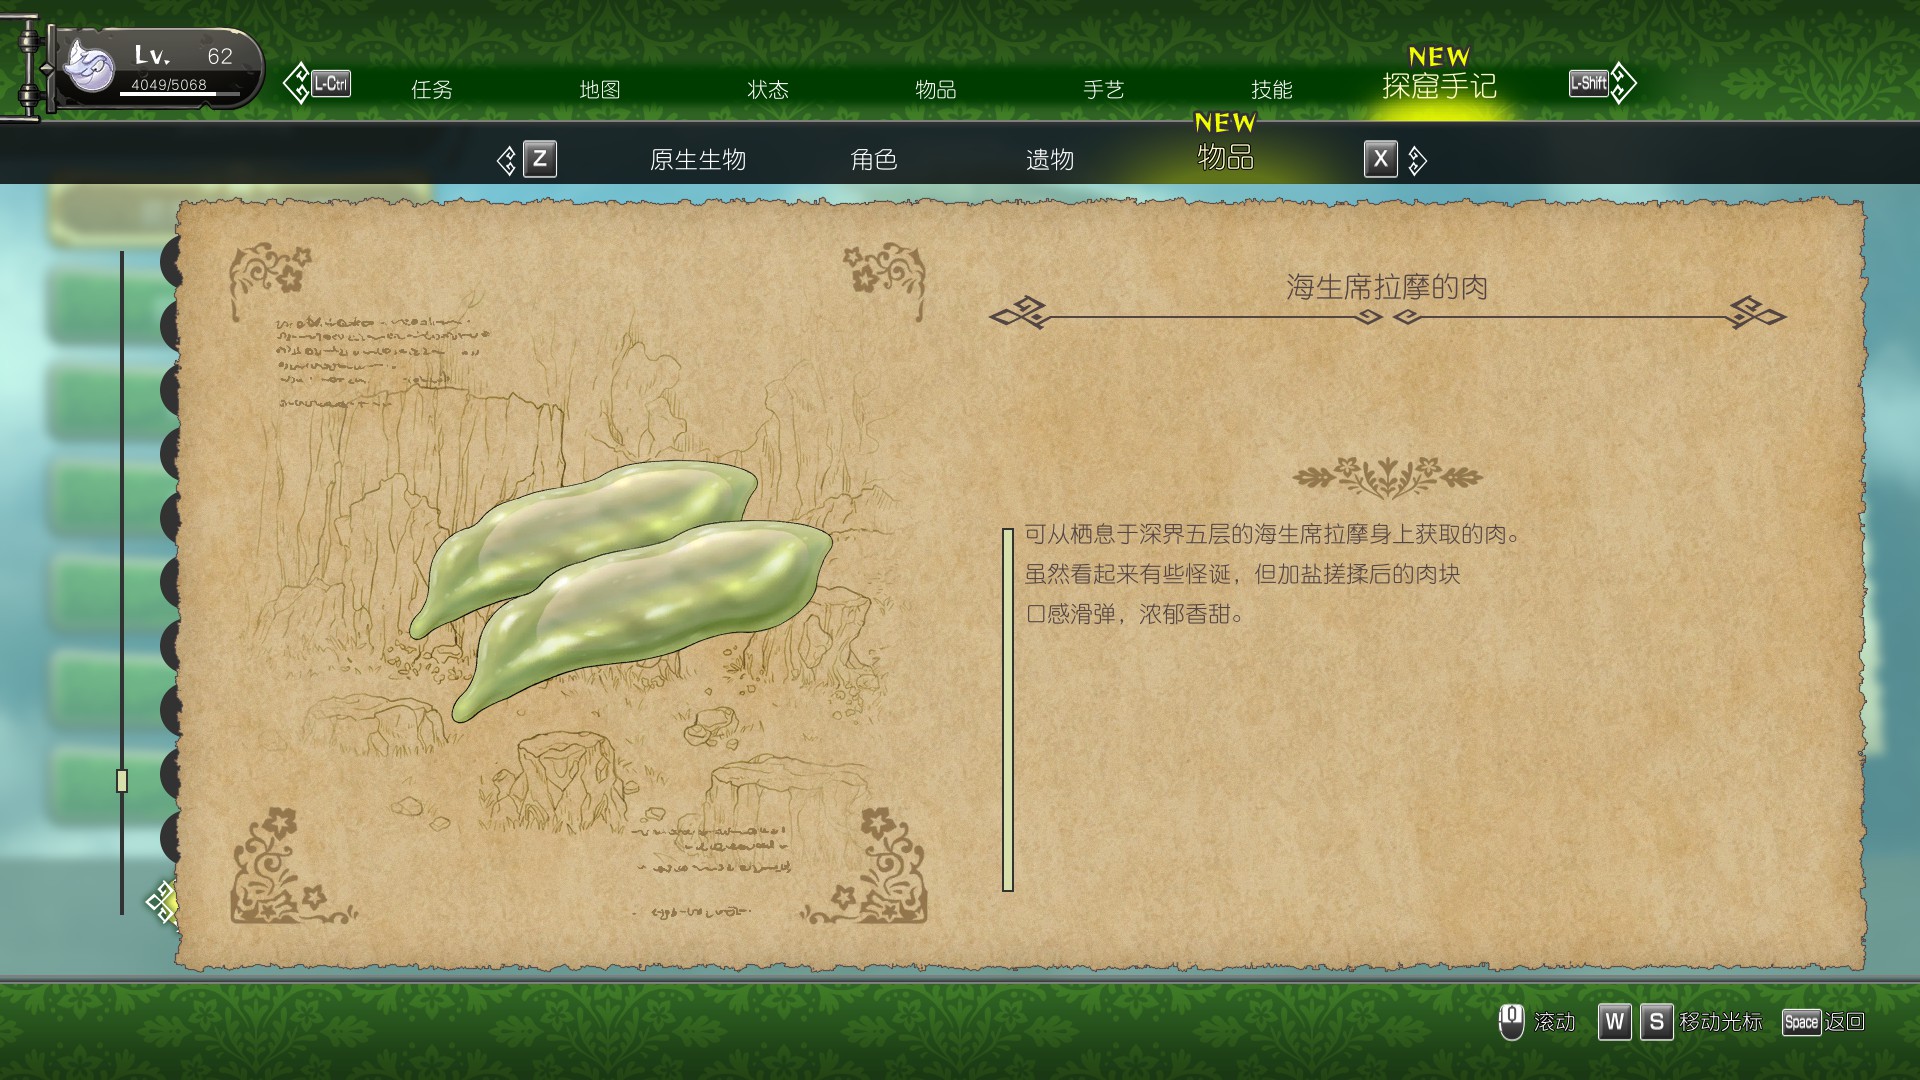 Lv. 62
4049/5068
L-Ctrl
任务
地图
状态
物品
手艺
技能
NEW
探窟手记
L-Shift
Z
原生生物
角色
遗物
NEW
物品
X
海生席拉摩的肉
可从栖息于深界五层的海生席拉摩身上获取的肉。
虽然看起来有些怪诞，但加盐搓揉后的肉块
口感滑弹，浓郁香甜。
滚动
W S 移动光标
Space 返回